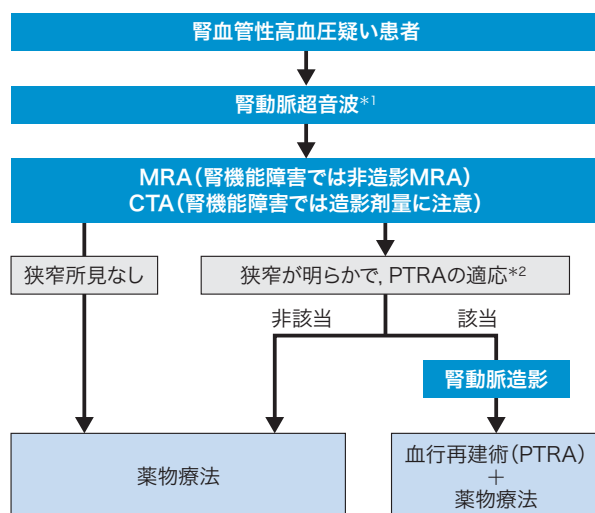 腎血管性高血圧疑い患者
腎動脈超音波*1
MRA（腎機能障害では非造影MRA）
CTA（腎機能障害では造影剤量に注意）
狭窄所見なし
狭窄が明らかで，PTRAの適応*2
非該当
該当
腎動脈造影
薬物療法
血行再建術（PTRA）
＋
薬物療法